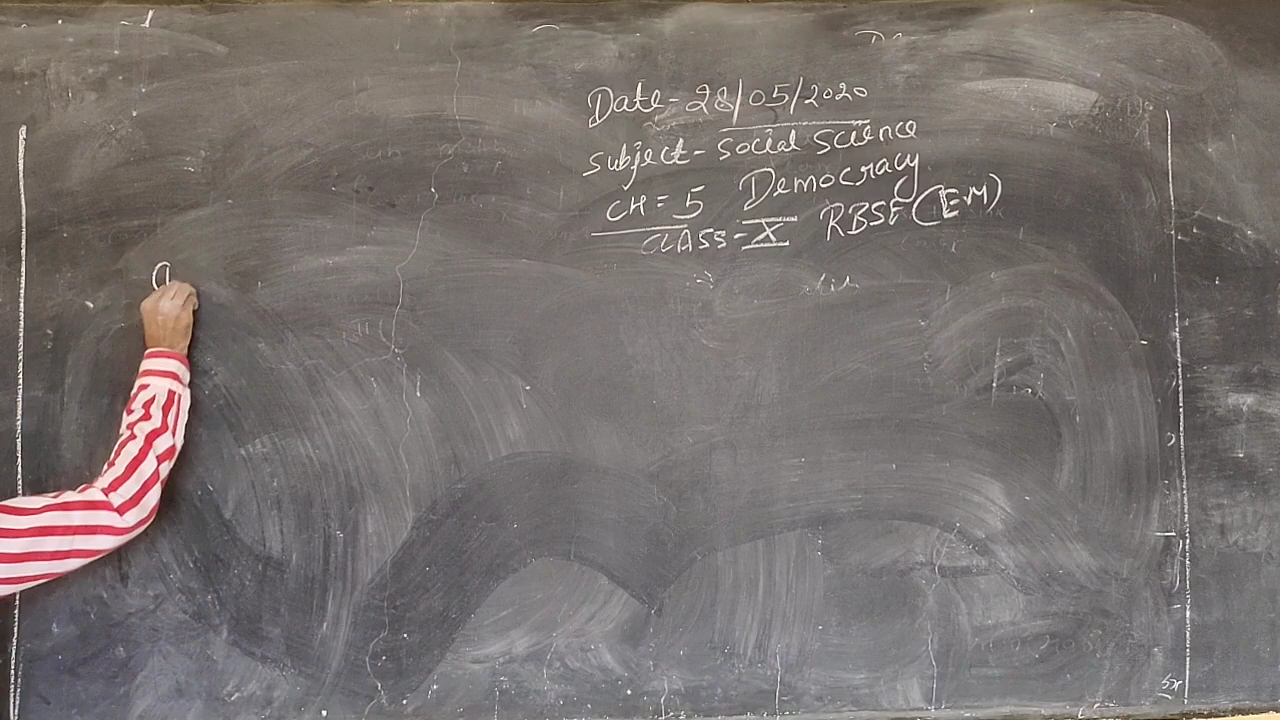 Date - 28/05/2020
Subject - Social Science
CH = 5 Democracy
CLASS - X RBSE (EM)